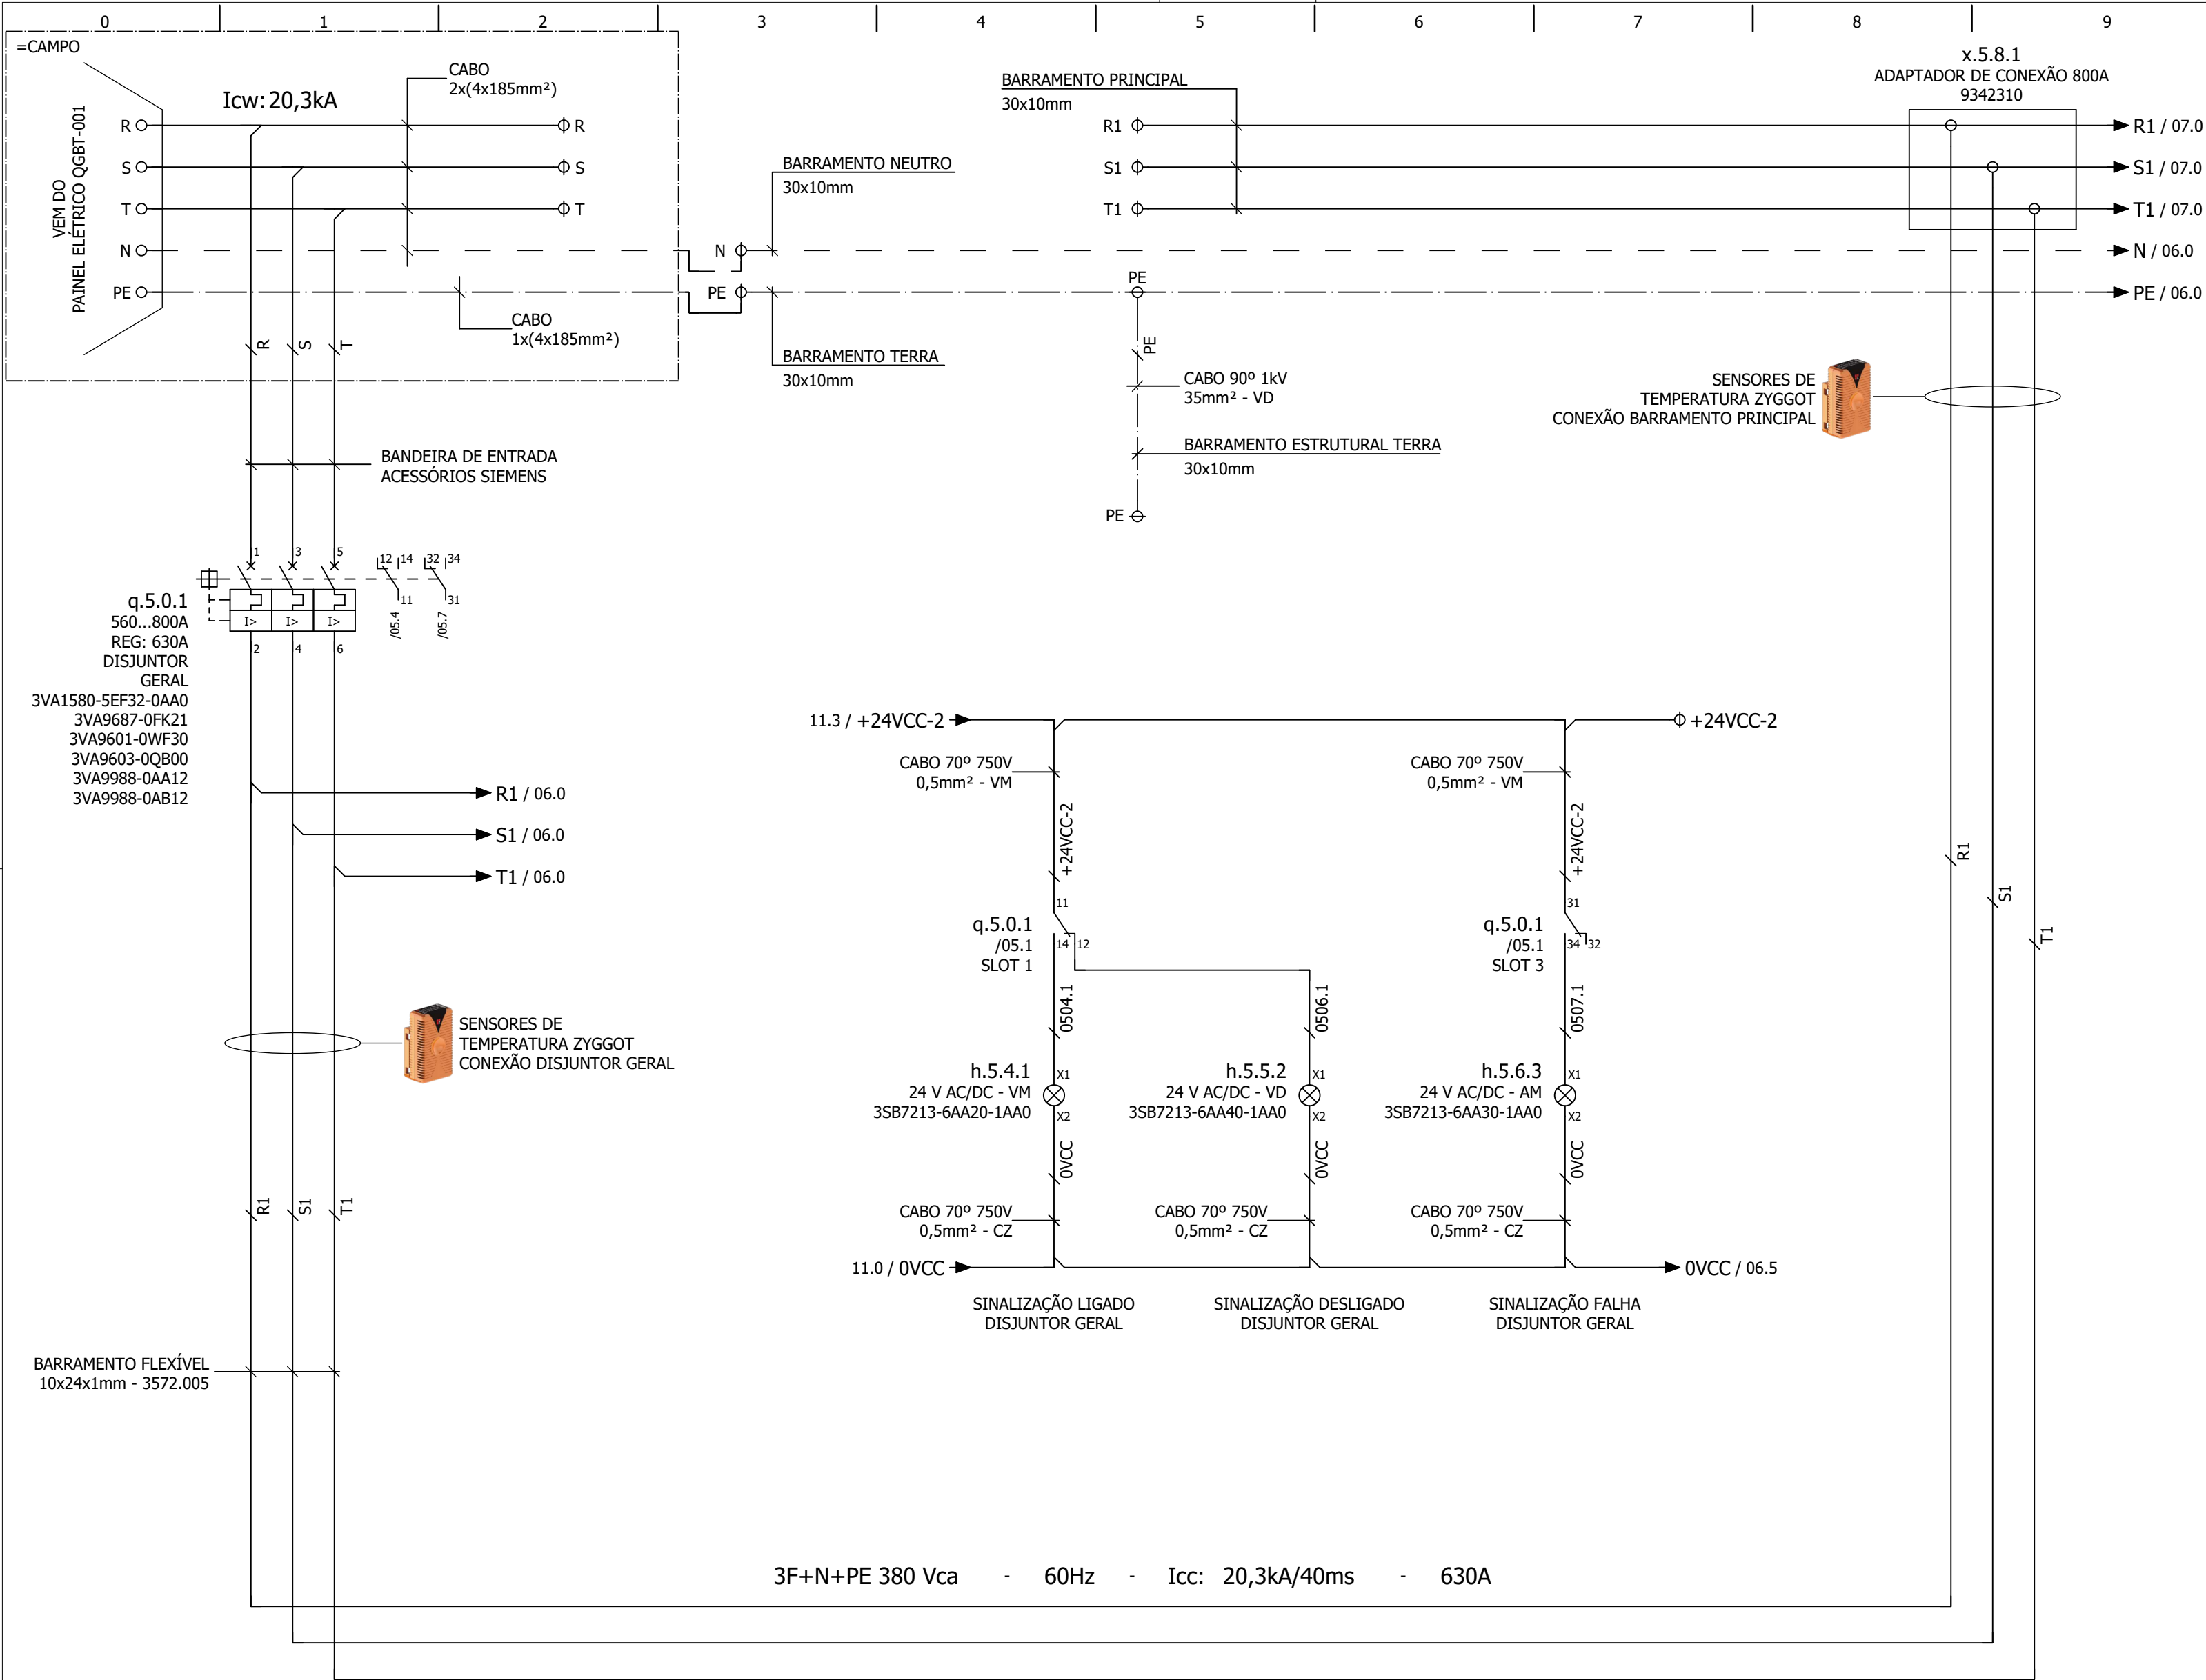 0 1 2 3 4 5 6 7 8 9
=CAMPO
VEM DO
PAINEL ELÉTRICO QGBT-001
Icw: 20,3kA
CABO
2x(4x185mm²)
R R
S S
T T
N
PE
CABO
1x(4x185mm²)
R S T
BARRAMENTO NEUTRO
30x10mm
N
PE
BARRAMENTO TERRA
30x10mm
BARRAMENTO PRINCIPAL
30x10mm
R1
S1
T1
PE
PE
CABO 90º 1kV
35mm² - VD
BARRAMENTO ESTRUTURAL TERRA
30x10mm
PE
x.5.8.1
ADAPTADOR DE CONEXÃO 800A
9342310
R1 / 07.0
S1 / 07.0
T1 / 07.0
N / 06.0
PE / 06.0
SENSORES DE
TEMPERATURA ZYGGOT
CONEXÃO BARRAMENTO PRINCIPAL
BANDEIRA DE ENTRADA
ACESSÓRIOS SIEMENS
1 3 5 12 14 32 34
11 31
/05.4 /05.7
I> I> I>
2 4 6
q.5.0.1
560...800A
REG: 630A
DISJUNTOR
GERAL
3VA1580-5EF32-0AA0
3VA9687-0FK21
3VA9601-0WF30
3VA9603-0QB00
3VA9988-0AA12
3VA9988-0AB12
R1 / 06.0
S1 / 06.0
T1 / 06.0
SENSORES DE
TEMPERATURA ZYGGOT
CONEXÃO DISJUNTOR GERAL
R1 S1 T1
BARRAMENTO FLEXÍVEL
10x24x1mm - 3572.005
11.3 / +24VCC-2
+24VCC-2
CABO 70º 750V
0,5mm² - VM
CABO 70º 750V
0,5mm² - VM
+24VCC-2
+24VCC-2
11
q.5.0.1
/05.1
SLOT 1
14 12
31
q.5.0.1
/05.1
SLOT 3
34 32
0504.1
0506.1
0507.1
h.5.4.1
24 V AC/DC - VM
3SB7213-6AA20-1AA0
X1
X2
h.5.5.2
24 V AC/DC - VD
3SB7213-6AA40-1AA0
X1
X2
h.5.6.3
24 V AC/DC - AM
3SB7213-6AA30-1AA0
X1
X2
0VCC
0VCC
0VCC
CABO 70º 750V
0,5mm² - CZ
CABO 70º 750V
0,5mm² - CZ
CABO 70º 750V
0,5mm² - CZ
11.0 / 0VCC
0VCC / 06.5
SINALIZAÇÃO LIGADO
DISJUNTOR GERAL
SINALIZAÇÃO DESLIGADO
DISJUNTOR GERAL
SINALIZAÇÃO FALHA
DISJUNTOR GERAL
R1
S1
T1
3F+N+PE 380 Vca - 60Hz - Icc: 20,3kA/40ms - 630A